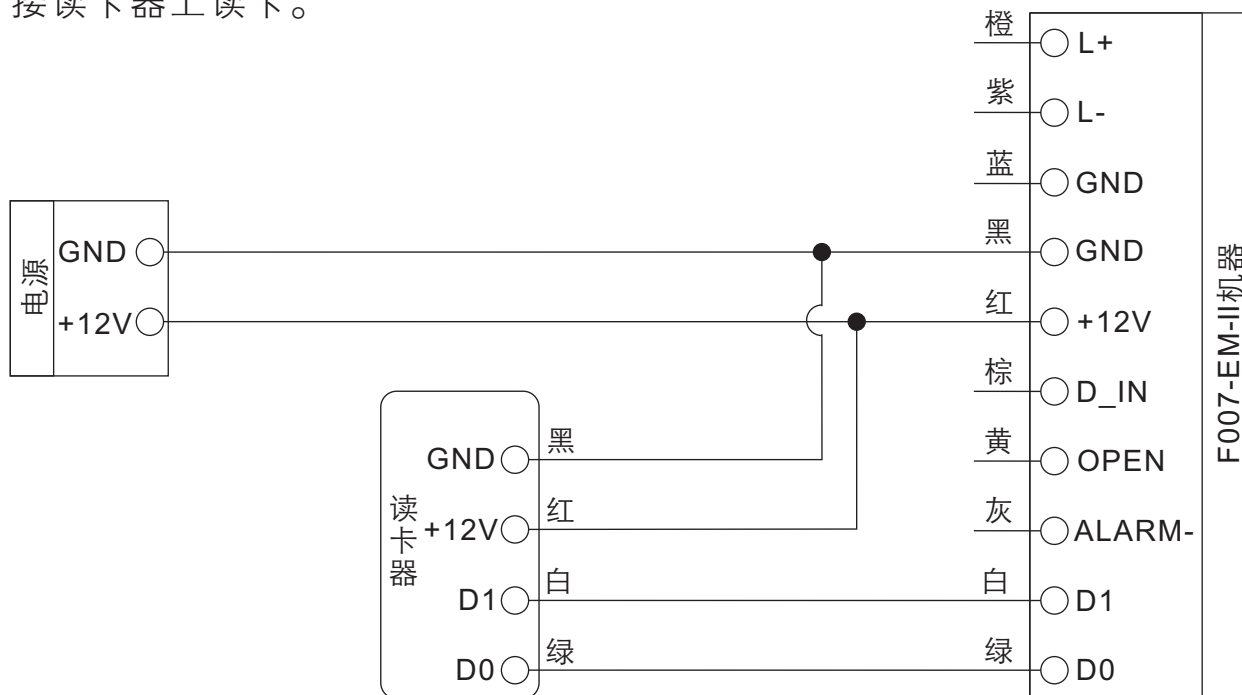 接读卡器上读卡。
橙 L+
紫 L-
蓝 GND
黑 GND
红 +12V
棕 D_IN
黄 OPEN
灰 ALARM-
白 D1
绿 D0
F007-EM-II机器
电源
GND
+12V
读卡器
GND 黑
+12V 红
D1 白
D0 绿